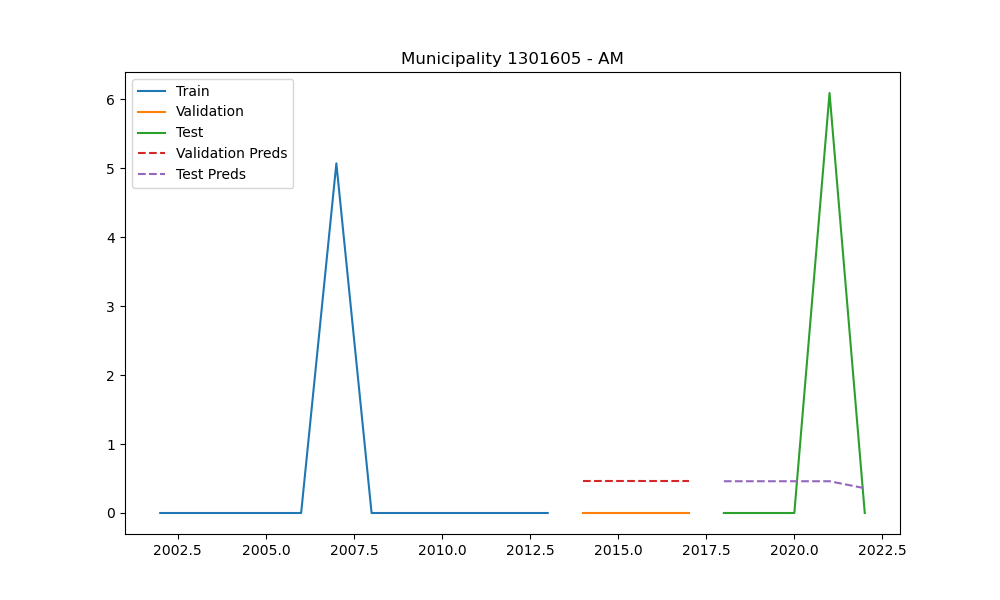 Municipality 1301605 - AM
Train
Validation
Test
Validation Preds
Test Preds
6
5
4
3
2
1
0
2002.5 2005.0 2007.5 2010.0 2012.5 2015.0 2017.5 2020.0 2022.5